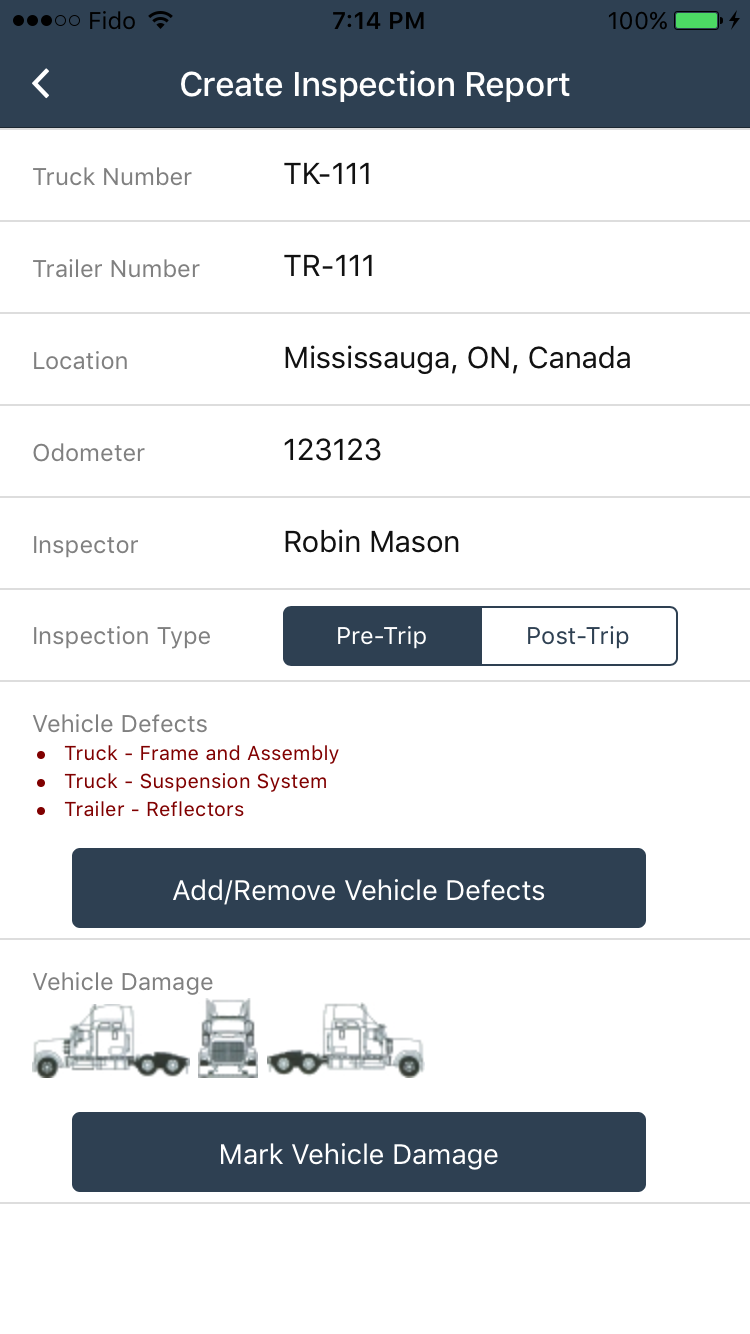 Fido 7:14 PM 100%
Create Inspection Report
Truck Number TK-111
Trailer Number TR-111
Location Mississauga, ON, Canada
Odometer 123123
Inspector Robin Mason
Inspection Type Pre-Trip Post-Trip
Vehicle Defects
• Truck - Frame and Assembly
• Truck - Suspension System
• Trailer - Reflectors
Add/Remove Vehicle Defects
Vehicle Damage
Mark Vehicle Damage